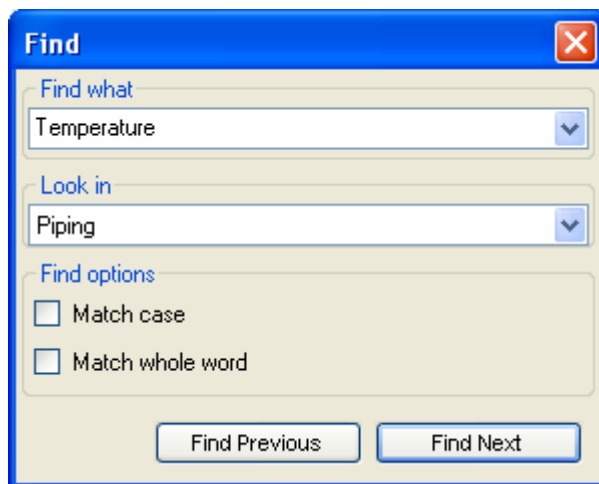 Find
Find what
Temperature
Look in
Piping
Find options
Match case
Match whole word
Find Previous Find Next